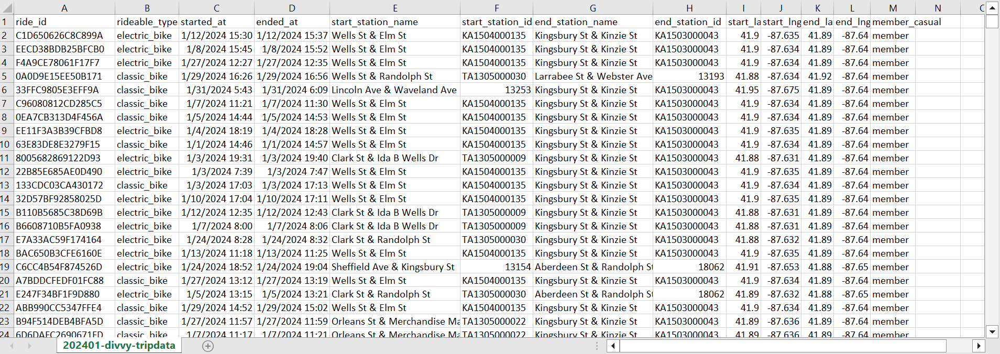 A B C D E F G H I J K L M N
1 ride_id rideable_type started_at ended_at start_station_name start_station_id end_station_name end_station_id start_la start_lng end_la end_lng member_casual
2 C1D650626C8C899A electric_bike 1/12/2024 15:30 1/12/2024 15:37 Wells St & Elm St KA1504000135 Kingsbury St & Kinzie St KA1503000043 41.9 -87.635 41.89 -87.64 member
3 EECD38BDB25BFCB0 electric_bike 1/8/2024 15:45 1/8/2024 15:52 Wells St & Elm St KA1504000135 Kingsbury St & Kinzie St KA1503000043 41.9 -87.634 41.89 -87.64 member
4 F4A9CE78061F17F7 electric_bike 1/27/2024 12:27 1/27/2024 12:35 Wells St & Elm St KA1504000135 Kingsbury St & Kinzie St KA1503000043 41.9 -87.634 41.89 -87.64 member
5 0A0D9E15EE50B171 classic_bike 1/29/2024 16:26 1/29/2024 16:56 Wells St & Randolph St TA1305000030 Larrabee St & Webster Ave 13193 41.88 -87.634 41.92 -87.64 member
6 33FFC9805E3EFF9A classic_bike 1/31/2024 5:43 1/31/2024 6:09 Lincoln Ave & Waveland Ave 13253 Kingsbury St & Kinzie St KA1503000043 41.95 -87.675 41.89 -87.64 member
7 C96080812CD285C5 classic_bike 1/7/2024 11:21 1/7/2024 11:30 Wells St & Elm St KA1504000135 Kingsbury St & Kinzie St KA1503000043 41.9 -87.634 41.89 -87.64 member
8 0EA7CB313D4F456A classic_bike 1/5/2024 14:44 1/5/2024 14:53 Wells St & Elm St KA1504000135 Kingsbury St & Kinzie St KA1503000043 41.9 -87.634 41.89 -87.64 member
9 EE11F3A3B39CFBD8 electric_bike 1/4/2024 18:19 1/4/2024 18:28 Wells St & Elm St KA1504000135 Kingsbury St & Kinzie St KA1503000043 41.9 -87.635 41.89 -87.64 member
10 63E83DE8E3279F15 classic_bike 1/1/2024 14:46 1/1/2024 14:57 Wells St & Elm St KA1504000135 Kingsbury St & Kinzie St KA1503000043 41.9 -87.634 41.89 -87.64 member
11 8005682869122D93 electric_bike 1/3/2024 19:31 1/3/2024 19:40 Clark St & Ida B Wells Dr TA1305000009 Kingsbury St & Kinzie St KA1503000043 41.88 -87.631 41.89 -87.64 member
12 22B85E685AE0D490 electric_bike 1/3/2024 7:39 1/3/2024 7:47 Wells St & Elm St KA1504000135 Kingsbury St & Kinzie St KA1503000043 41.9 -87.635 41.89 -87.64 member
13 133CDC03CA430172 classic_bike 1/3/2024 17:03 1/3/2024 17:13 Wells St & Elm St KA1504000135 Kingsbury St & Kinzie St KA1503000043 41.9 -87.634 41.89 -87.64 member
14 32D57BF92858025D electric_bike 1/10/2024 17:04 1/10/2024 17:11 Wells St & Elm St KA1504000135 Kingsbury St & Kinzie St KA1503000043 41.9 -87.635 41.89 -87.64 member
15 B110B5685C38D69B electric_bike 1/12/2024 12:35 1/12/2024 12:43 Clark St & Ida B Wells Dr TA1305000009 Kingsbury St & Kinzie St KA1503000043 41.88 -87.631 41.89 -87.64 member
16 B6608710B5FA0938 electric_bike 1/7/2024 8:00 1/7/2024 8:06 Clark St & Ida B Wells Dr TA1305000009 Kingsbury St & Kinzie St KA1503000043 41.88 -87.631 41.89 -87.64 member
17 E7A33AC59F174164 electric_bike 1/24/2024 8:28 1/24/2024 8:32 Clark St & Randolph St TA1305000030 Kingsbury St & Kinzie St KA1503000043 41.88 -87.632 41.89 -87.64 member
18 BAC650B3CFE6160E electric_bike 1/13/2024 11:18 1/13/2024 11:25 Wells St & Elm St KA1504000135 Kingsbury St & Kinzie St KA1503000043 41.9 -87.635 41.89 -87.64 member
19 C6CC4B54F874526D electric_bike 1/24/2024 18:52 1/24/2024 19:04 Sheffield Ave & Kingsbury St 13154 Aberdeen St & Randolph St 18062 41.91 -87.653 41.88 -87.65 member
20 A7BDDCFEDF01FC88 classic_bike 1/27/2024 13:12 1/27/2024 13:19 Wells St & Elm St KA1504000135 Kingsbury St & Kinzie St KA1503000043 41.9 -87.634 41.89 -87.64 member
21 E247F34BF1F9D880 electric_bike 1/5/2024 13:15 1/5/2024 13:21 Clark St & Randolph St TA1305000030 Aberdeen St & Randolph St 18062 41.89 -87.632 41.88 -87.65 member
22 ABB990CC5347FFE4 classic_bike 1/29/2024 14:52 1/29/2024 15:02 Wells St & Elm St KA1504000135 Kingsbury St & Kinzie St KA1503000043 41.9 -87.634 41.89 -87.64 member
23 B94F514DEB4BFA5D classic_bike 1/27/2024 11:57 1/27/2024 11:59 Orleans St & Merchandise Ma TA1305000022 Kingsbury St & Kinzie St KA1503000043 41.89 -87.636 41.89 -87.64 member
24 6D6DAFC2690671FD classic_bike 1/7/2024 11:17 1/7/2024 11:21 Orleans St & Merchandise Ma TA1305000022 Kingsbury St & Kinzie St KA1503000043 41.89 -87.636 41.89 -87.64 member
202401-divvy-tripdata